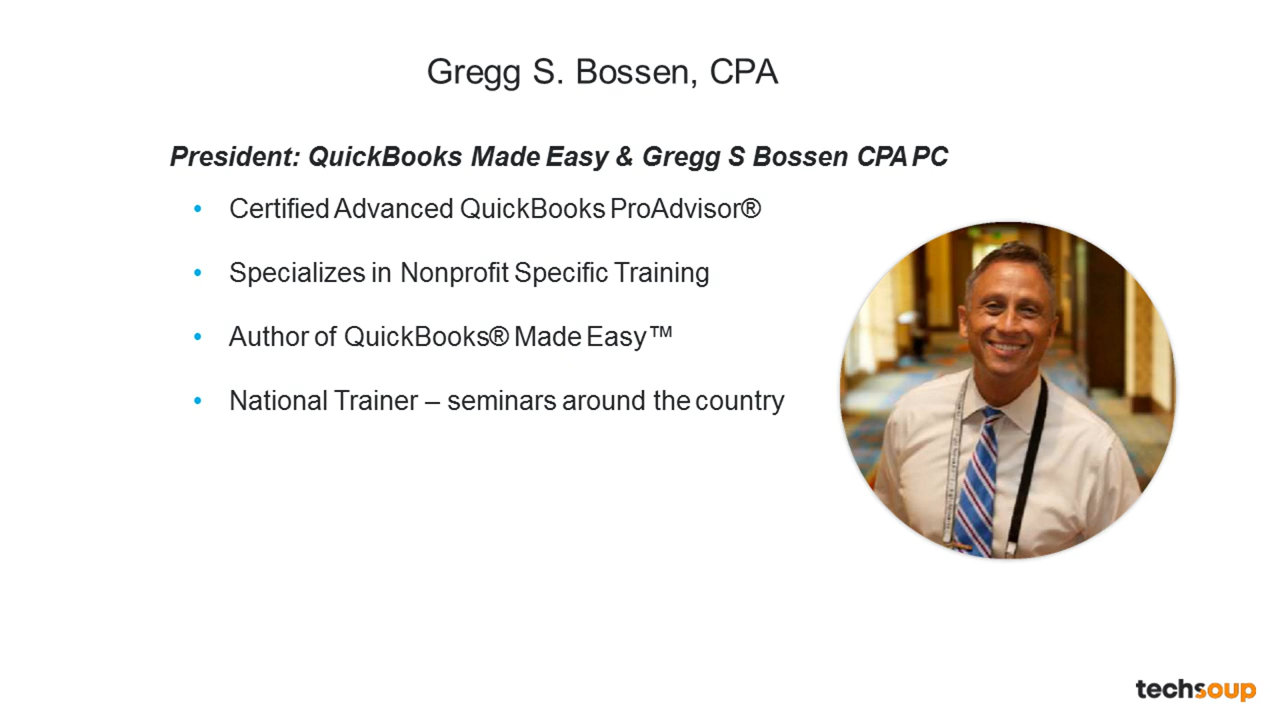 Gregg S. Bossen, CPA
President: QuickBooks Made Easy & Gregg S Bossen CPA PC
• Certified Advanced QuickBooks ProAdvisor®
• Specializes in Nonprofit Specific Training
• Author of QuickBooks® Made Easy™
• National Trainer – seminars around the country
techsoup